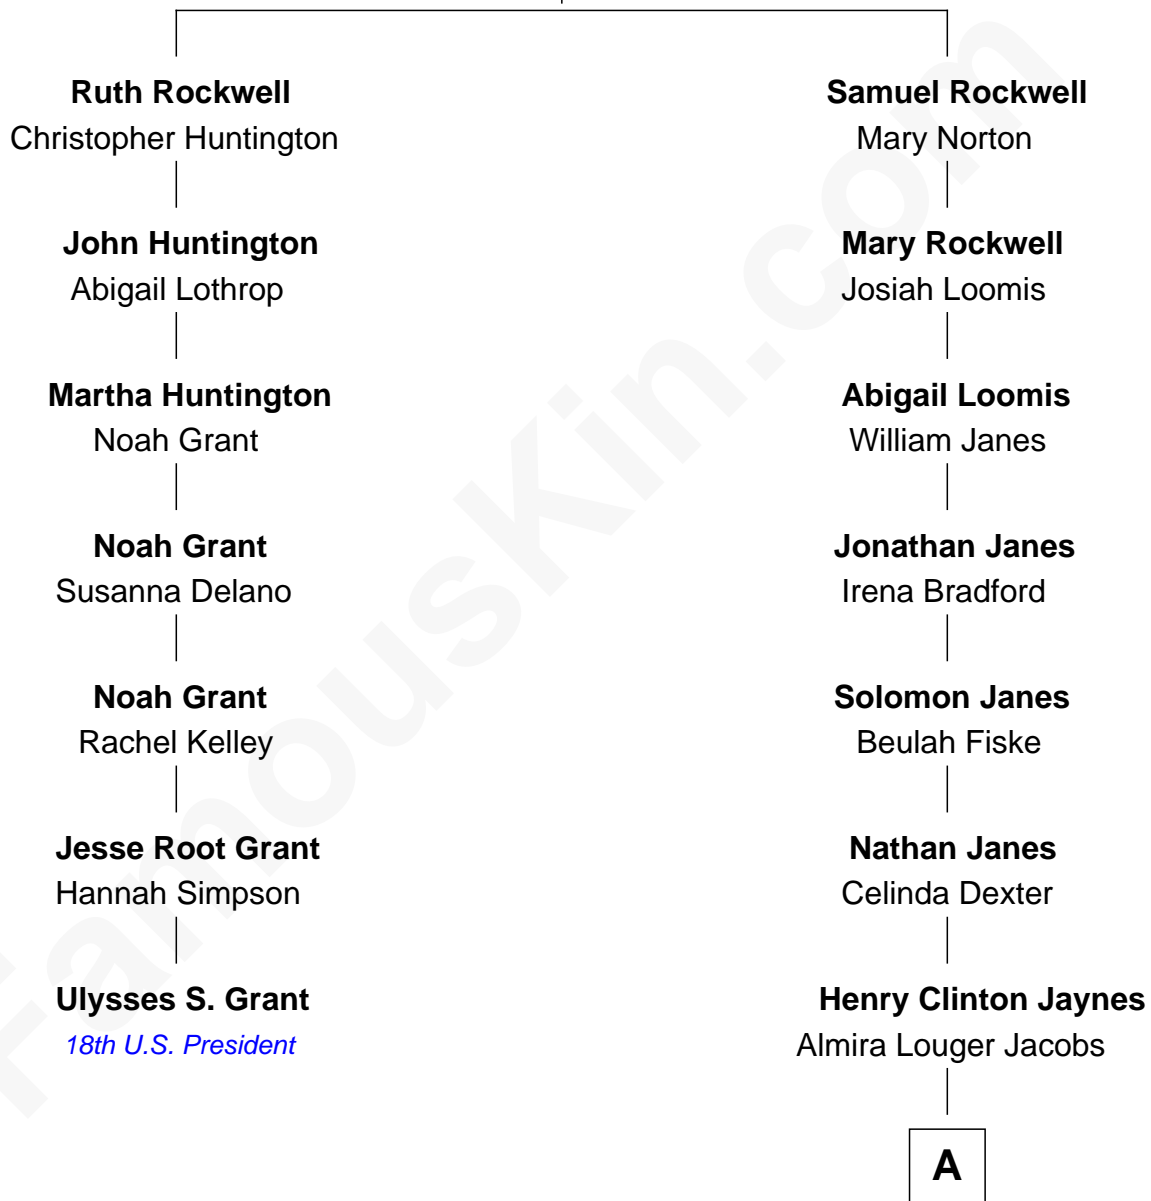 Ruth Rockwell
Christopher Huntington
John Huntington
Abigail Lothrop
Martha Huntington
Noah Grant
Noah Grant
Susanna Delano
Noah Grant
Rachel Kelley
Jesse Root Grant
Hannah Simpson
Ulysses S. Grant
18th U.S. President
Samuel Rockwell
Mary Norton
Mary Rockwell
Josiah Loomis
Abigail Loomis
William Janes
Jonathan Janes
Irena Bradford
Solomon Janes
Beulah Fiske
Nathan Janes
Celinda Dexter
Henry Clinton Jaynes
Almira Louger Jacobs
A
FamousKin.com